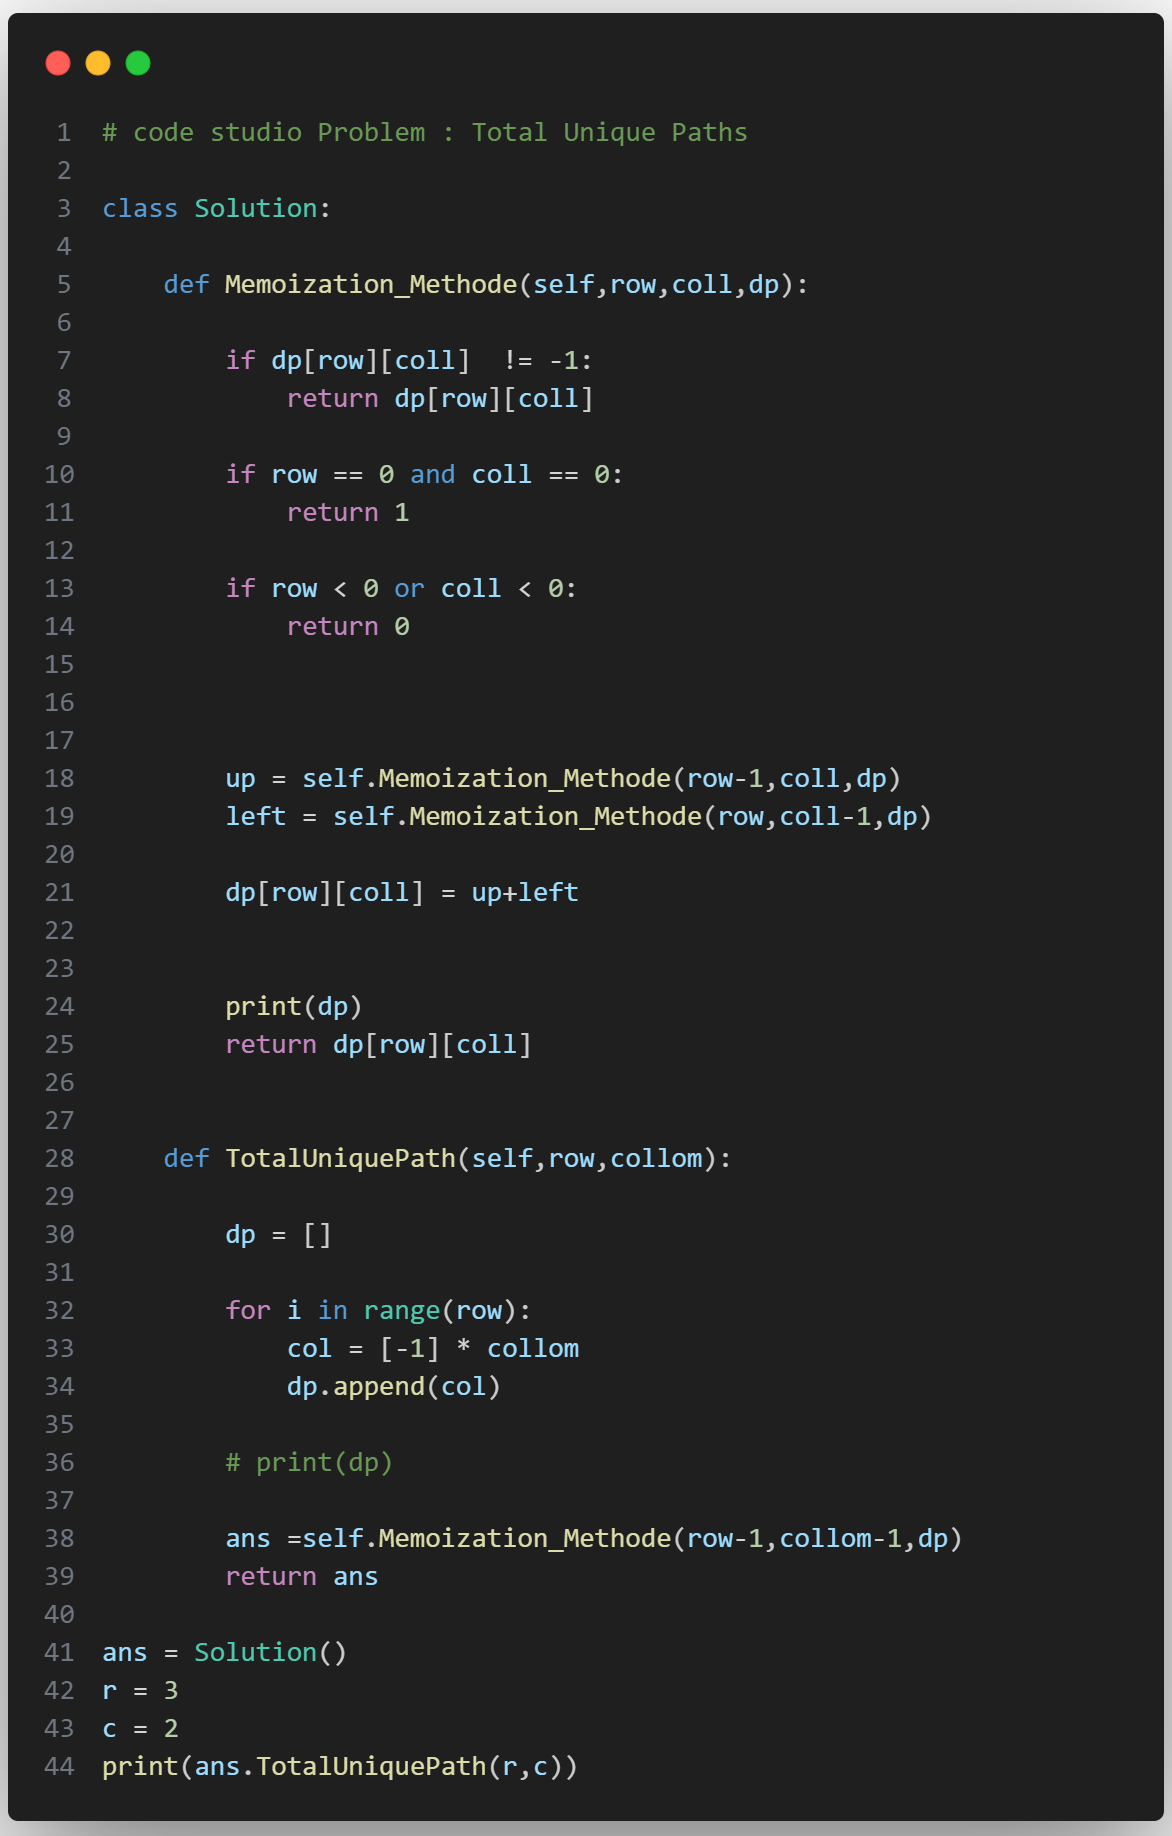 1 # code studio Problem : Total Unique Paths
2
3 class Solution:
4
5     def Memoization_Methode(self,row,coll,dp):
6
7         if dp[row][coll]  != -1:
8             return dp[row][coll]
9
10         if row == 0 and coll == 0:
11             return 1
12
13         if row < 0 or coll < 0:
14             return 0
15
16
17
18         up = self.Memoization_Methode(row-1,coll,dp)
19         left = self.Memoization_Methode(row,coll-1,dp)
20
21         dp[row][coll] = up+left
22
23
24         print(dp)
25         return dp[row][coll]
26
27
28     def TotalUniquePath(self,row,collom):
29
30         dp = []
31
32         for i in range(row):
33             col = [-1] * collom
34             dp.append(col)
35
36         # print(dp)
37
38         ans =self.Memoization_Methode(row-1,collom-1,dp)
39         return ans
40
41 ans = Solution()
42 r = 3
43 c = 2
44 print(ans.TotalUniquePath(r,c))